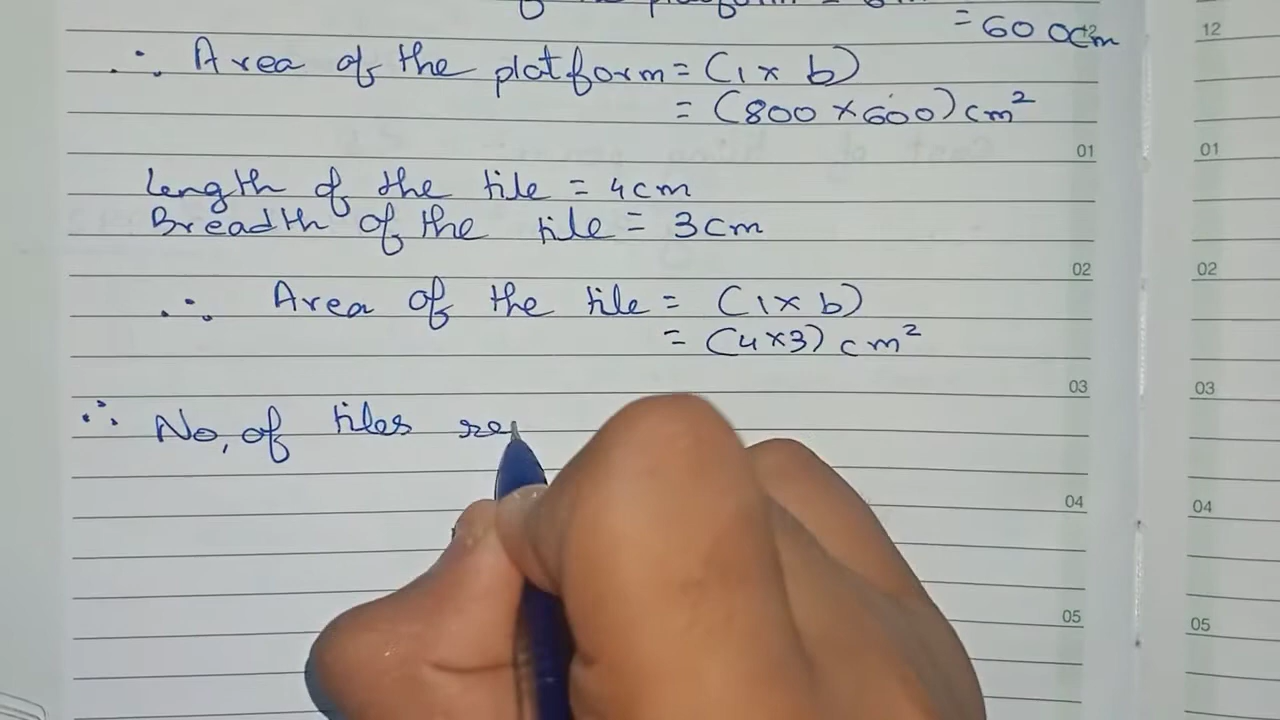 = 600cm
∴ Area of the platform = (l × b)
= (800 × 600) cm²
Length of the tile = 4cm
Breadth of the tile = 3cm
∴ Area of the tile = (l × b)
= (4×3) cm²
∴ No, of tiles re
12
01
02
03
04
05
01
02
03
04
05